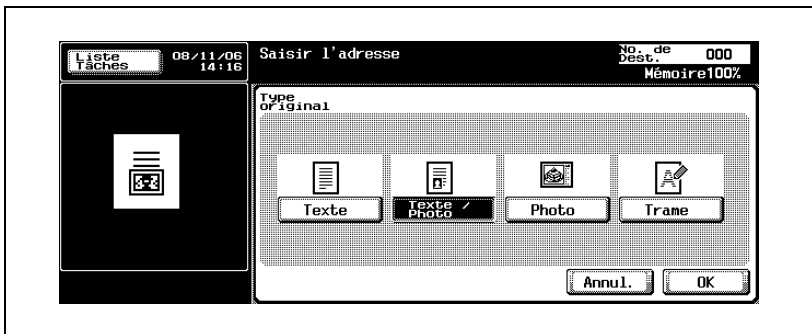 Liste
Tâches
08/11/06
14:16
Saisir l'adresse
No. de
Dest.
000
Mémoire100%
Type
original
Texte
Texte /
Photo
Photo
Trame
Annul.
OK